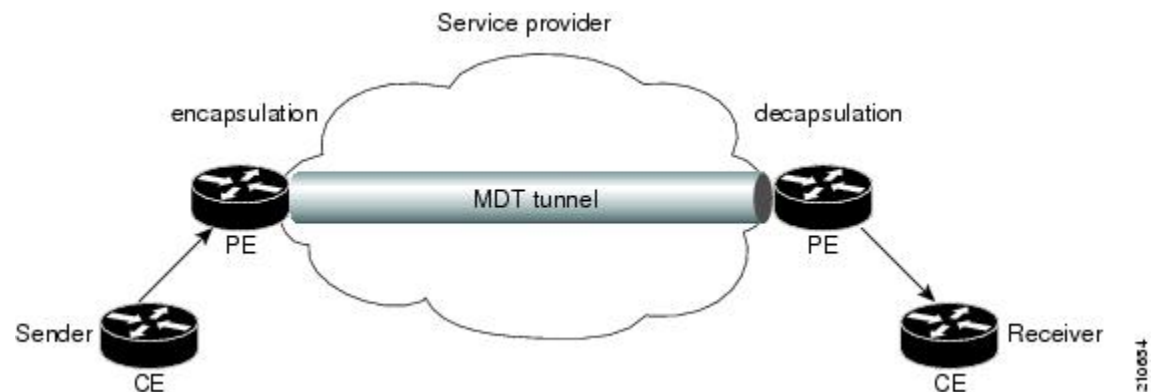 Service provider
encapsulation
decapsulation
MDT tunnel
PE
PE
Sender
Receiver
CE
CE
210654